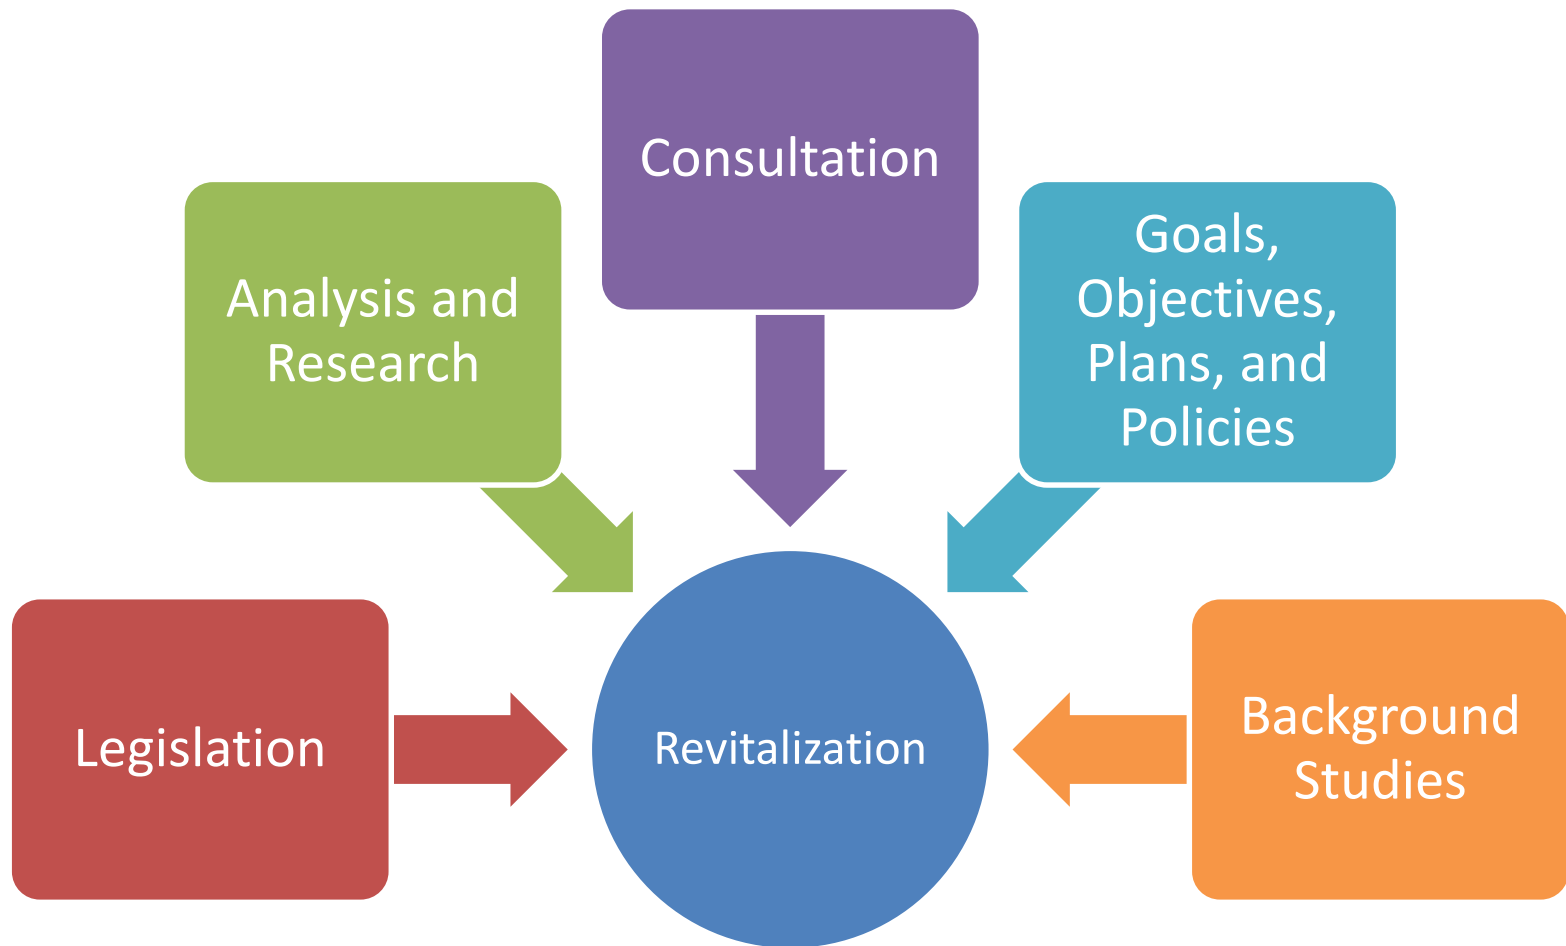 Consultation
Analysis and
Research
Goals,
Objectives,
Plans, and
Policies
Legislation
Revitalization
Background
Studies